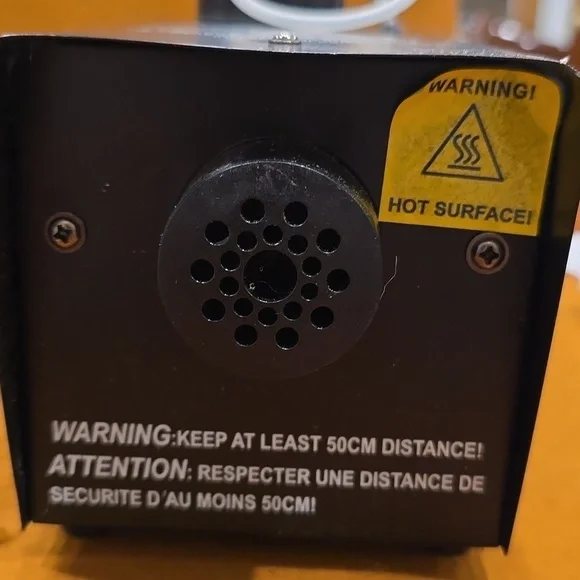 WARNING!
HOT SURFACE!
WARNING:KEEP AT LEAST 50CM DISTANCE!
ATTENTION: RESPECTER UNE DISTANCE DE
SECURITE D'AU MOINS 50CM!